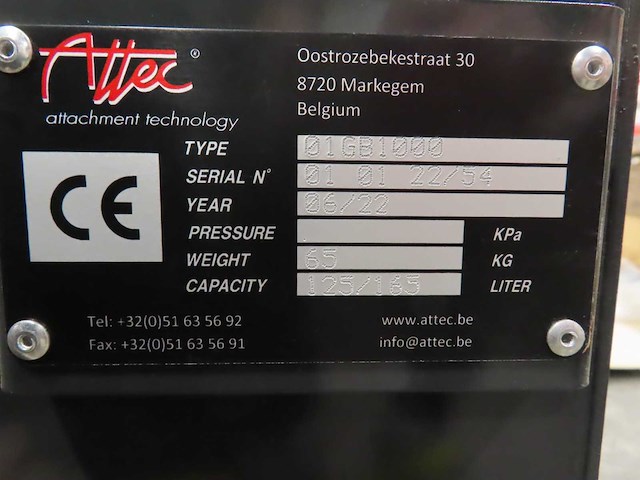 Attec ®
attachment technology
Oostrozebekestraat 30
8720 Markegem
Belgium
CE
TYPE 01GB1000
SERIAL N° 01 01 22/54
YEAR 06/22
PRESSURE KPa
WEIGHT 65 KG
CAPACITY 125/165 LITER
Tel: +32(0)51 63 56 92
Fax: +32(0)51 63 56 91
www.attec.be
info@attec.be